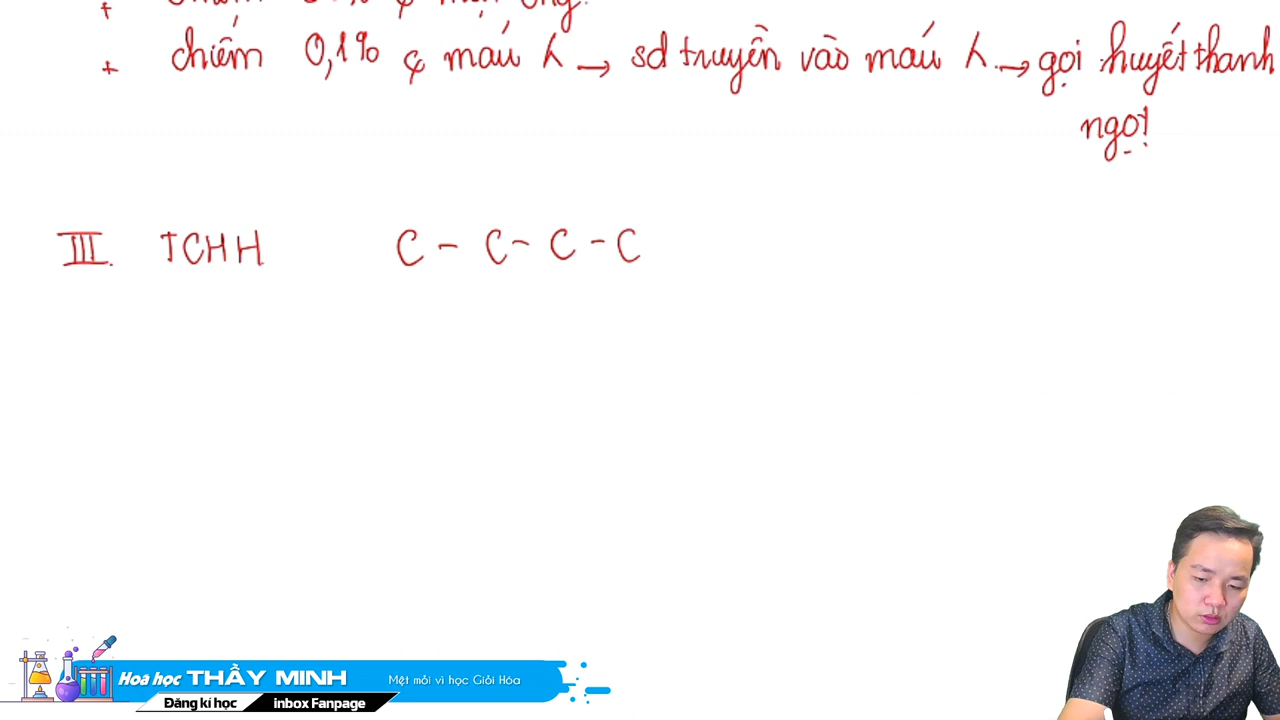 + chiếm 0,1% ç máu λ → sd truyền vào máu λ → gọi huyết thanh
ngọt
III. TCHH C - C - C - C
Hoá học THẦY MINH
Mệt mỏi vì học Giỏi Hóa
Đăng kí học inbox Fanpage